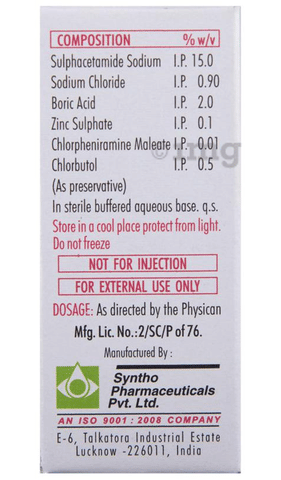 COMPOSITION % w/v
Sulphacetamide Sodium I.P. 15.0
Sodium Chloride I.P. 0.90
Boric Acid I.P. 2.0
Zinc Sulphate I.P. 0.1
Chlorpheniramine Maleate I.P. 0.01
Chlorbutol I.P. 0.5
(As preservative)
In sterile buffered aqueous base. q.s.
Store in a cool place protect from light.
Do not freeze
NOT FOR INJECTION
FOR EXTERNAL USE ONLY
DOSAGE: As directed by the Physican
Mfg. Lic. No.:2/SC/P of 76.
Manufactured By :
Syntho
Pharmaceuticals
Pvt. Ltd.
AN ISO 9001 : 2008 COMPANY
E-6, Talkatora Industrial Estate
Lucknow -226011, India